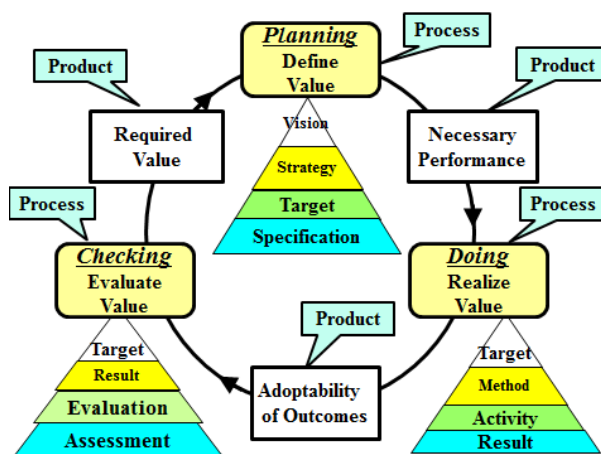 Planning
Define
Value
Process
Product
Product
Required
Value
Necessary
Performance
Vision
Strategy
Target
Specification
Process
Process
Checking
Evaluate
Value
Doing
Realize
Value
Product
Adoptability
of Outcomes
Target
Result
Evaluation
Assessment
Target
Method
Activity
Result